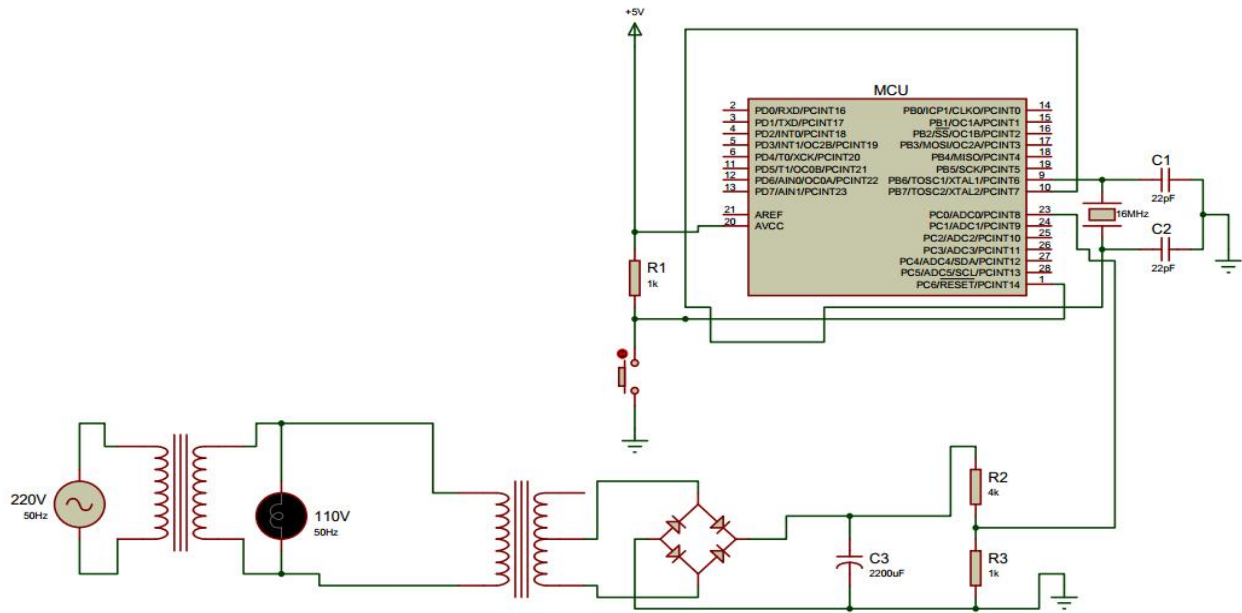 +5V
MCU
2 PD0/RXD/PCINT16 PB0/ICP1/CLKO/PCINT0 14
3 PD1/TXD/PCINT17 PB1/OC1A/PCINT1 15
4 PD2/INT0/PCINT18 PB2/SS/OC1B/PCINT2 16
5 PD3/INT1/OC2B/PCINT19 PB3/MOSI/OC2A/PCINT3 17
6 PD4/T0/XCK/PCINT20 PB4/MISO/PCINT4 18
11 PD5/T1/OC0B/PCINT21 PB5/SCK/PCINT5 19
12 PD6/AIN0/OC0A/PCINT22 PB6/TOSC1/XTAL1/PCINT6 9
13 PD7/AIN1/PCINT23 PB7/TOSC2/XTAL2/PCINT7 10
21 AREF PC0/ADC0/PCINT8 23
20 AVCC PC1/ADC1/PCINT9 24
PC2/ADC2/PCINT10 25
PC3/ADC3/PCINT11 26
PC4/ADC4/SDA/PCINT12 27
PC5/ADC5/SCL/PCINT13 28
PC6/RESET/PCINT14 1
C1
22pF
16MHz
C2
22pF
R1
1k
220V
50Hz
110V
50Hz
C3
2200uF
R2
4k
R3
1k